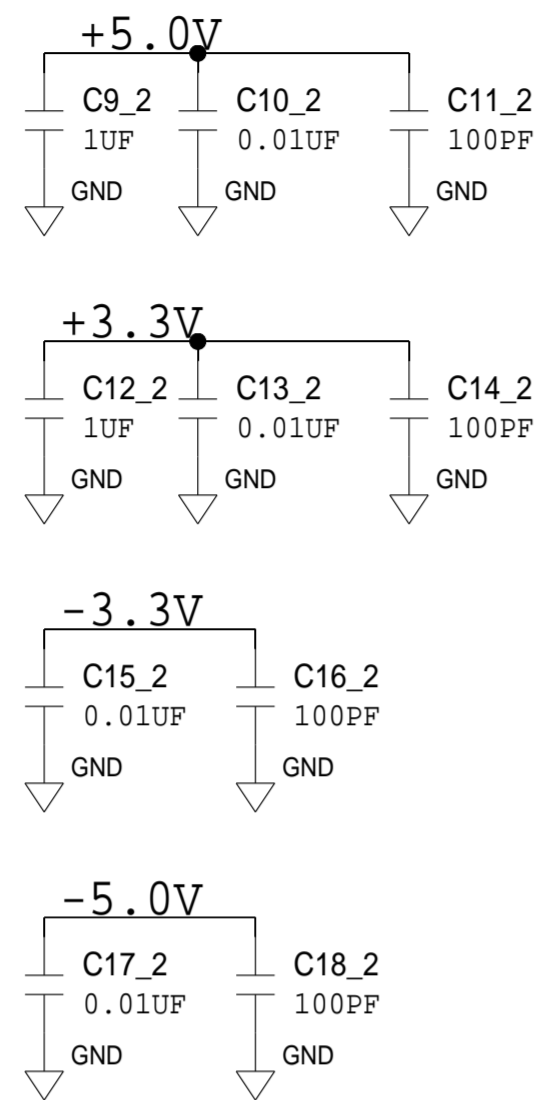 +5.0V
C9_2 C10_2 C11_2
1UF 0.01UF 100PF
GND GND GND
+3.3V
C12_2 C13_2 C14_2
1UF 0.01UF 100PF
GND GND GND
-3.3V
C15_2 C16_2
0.01UF 100PF
GND GND
-5.0V
C17_2 C18_2
0.01UF 100PF
GND GND